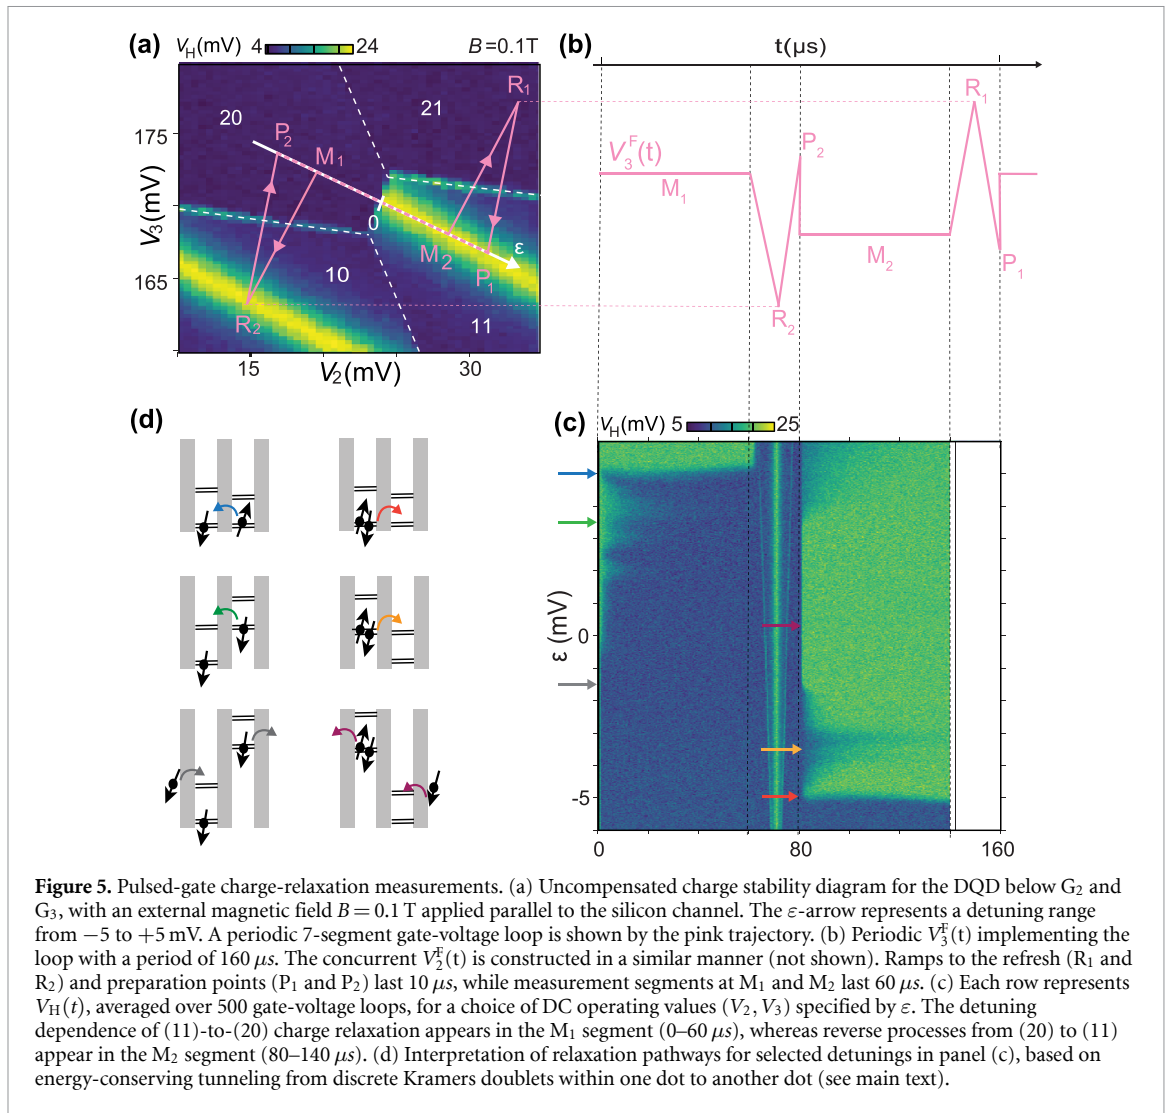 (a) V_H(mV) 4 24 B=0.1T
20
21
R₁
P₂
M₁
175
165
V₃(mV)
0
M₂
P₁
ε
10
11
R₂
15
30
V₂(mV)
(b) t(μs)
R₁
P₂
V₃^F(t)
M₁
M₂
P₁
R₂
(d)
(c) V_H(mV) 5 25
ε (mV)
0
-5
0
80
160
Figure 5. Pulsed-gate charge-relaxation measurements. (a) Uncompensated charge stability diagram for the DQD below G₂ and
G₃, with an external magnetic field B = 0.1 T applied parallel to the silicon channel. The ε-arrow represents a detuning range
from −5 to +5 mV. A periodic 7-segment gate-voltage loop is shown by the pink trajectory. (b) Periodic V₃^F(t) implementing the
loop with a period of 160 μs. The concurrent V₂^F(t) is constructed in a similar manner (not shown). Ramps to the refresh (R₁ and
R₂) and preparation points (P₁ and P₂) last 10 μs, while measurement segments at M₁ and M₂ last 60 μs. (c) Each row represents
V_H(t), averaged over 500 gate-voltage loops, for a choice of DC operating values (V₂, V₃) specified by ε. The detuning
dependence of (11)-to-(20) charge relaxation appears in the M₁ segment (0–60 μs), whereas reverse processes from (20) to (11)
appear in the M₂ segment (80–140 μs). (d) Interpretation of relaxation pathways for selected detunings in panel (c), based on
energy-conserving tunneling from discrete Kramers doublets within one dot to another dot (see main text).